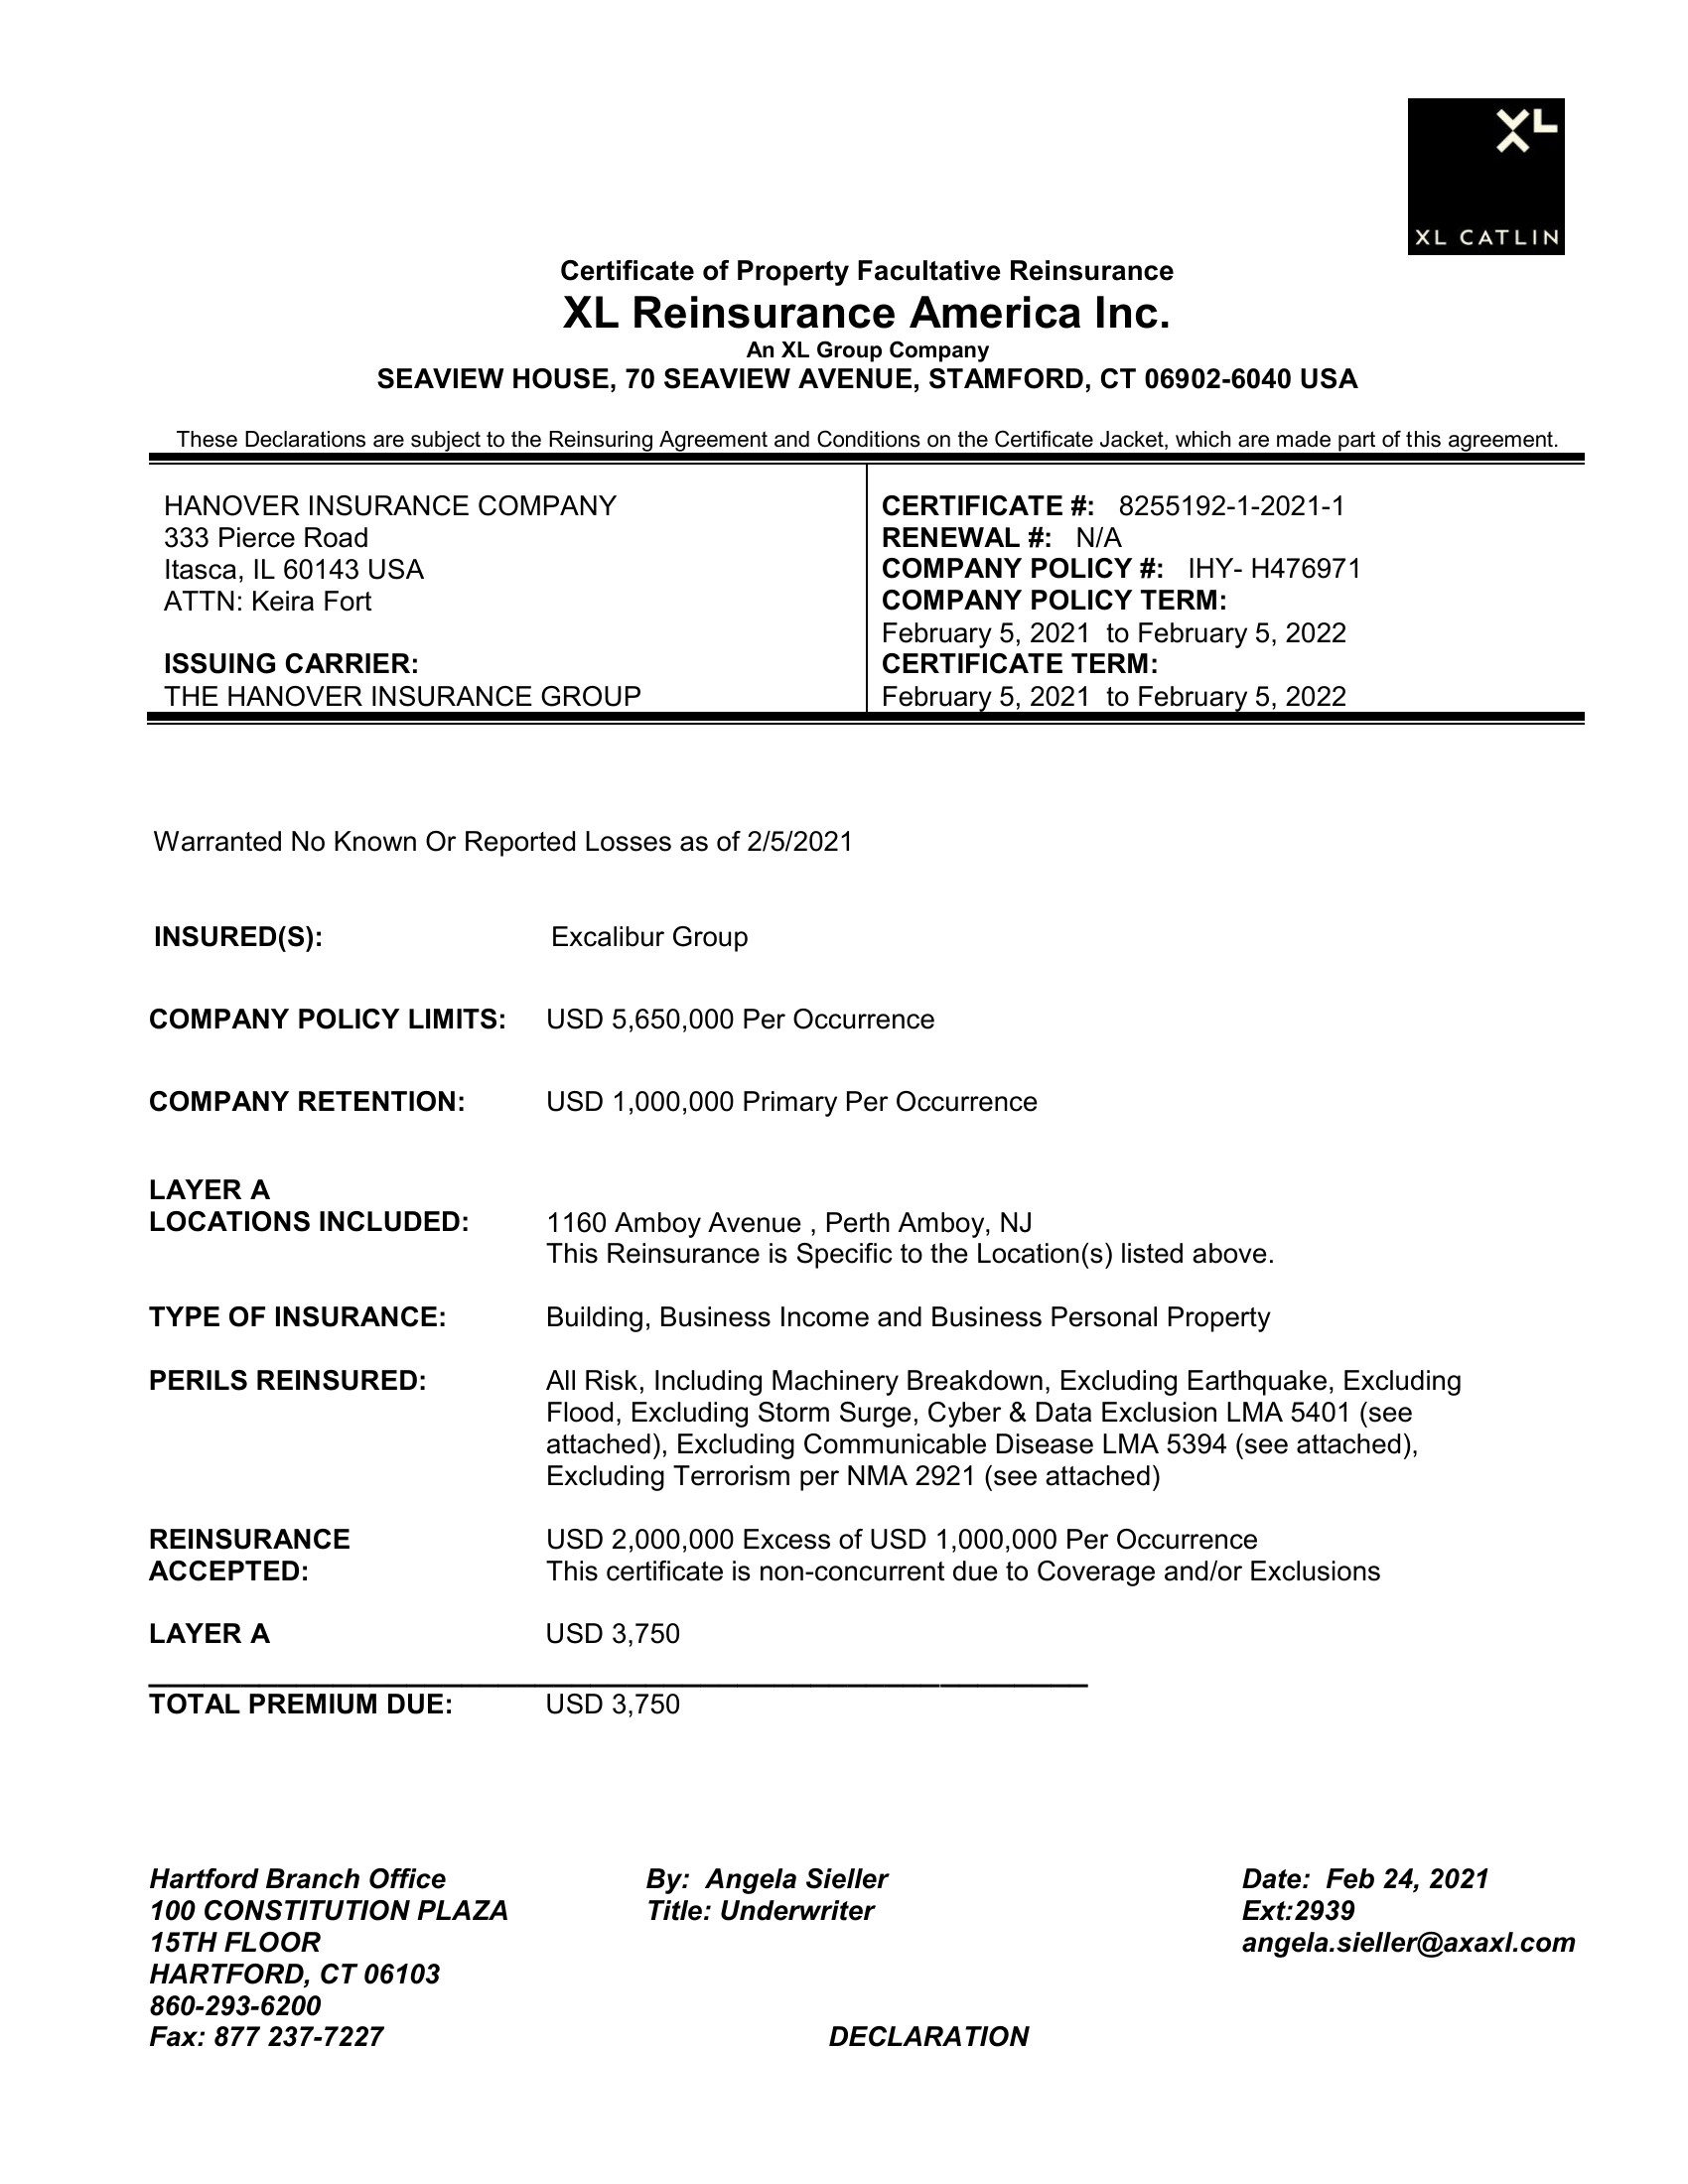 XL
XL CATLIN
Certificate of Property Facultative Reinsurance
XL Reinsurance America Inc.
An XL Group Company
SEAVIEW HOUSE, 70 SEAVIEW AVENUE, STAMFORD, CT 06902-6040 USA
These Declarations are subject to the Reinsuring Agreement and Conditions on the Certificate Jacket, which are made part of this agreement.
HANOVER INSURANCE COMPANY
333 Pierce Road
Itasca, IL 60143 USA
ATTN: Keira Fort
ISSUING CARRIER:
THE HANOVER INSURANCE GROUP
CERTIFICATE #: 8255192-1-2021-1
RENEWAL #: N/A
COMPANY POLICY #: IHY- H476971
COMPANY POLICY TERM:
February 5, 2021 to February 5, 2022
CERTIFICATE TERM:
February 5, 2021 to February 5, 2022
Warranted No Known Or Reported Losses as of 2/5/2021
INSURED(S): Excalibur Group
COMPANY POLICY LIMITS: USD 5,650,000 Per Occurrence
COMPANY RETENTION: USD 1,000,000 Primary Per Occurrence
LAYER A
LOCATIONS INCLUDED: 1160 Amboy Avenue , Perth Amboy, NJ
This Reinsurance is Specific to the Location(s) listed above.
TYPE OF INSURANCE: Building, Business Income and Business Personal Property
PERILS REINSURED: All Risk, Including Machinery Breakdown, Excluding Earthquake, Excluding
Flood, Excluding Storm Surge, Cyber & Data Exclusion LMA 5401 (see
attached), Excluding Communicable Disease LMA 5394 (see attached),
Excluding Terrorism per NMA 2921 (see attached)
REINSURANCE USD 2,000,000 Excess of USD 1,000,000 Per Occurrence
ACCEPTED: This certificate is non-concurrent due to Coverage and/or Exclusions
LAYER A USD 3,750
TOTAL PREMIUM DUE: USD 3,750
Hartford Branch Office
100 CONSTITUTION PLAZA
15TH FLOOR
HARTFORD, CT 06103
860-293-6200
Fax: 877 237-7227
By: Angela Sieller
Title: Underwriter
Date: Feb 24, 2021
Ext:2939
angela.sieller@axaxl.com
DECLARATION